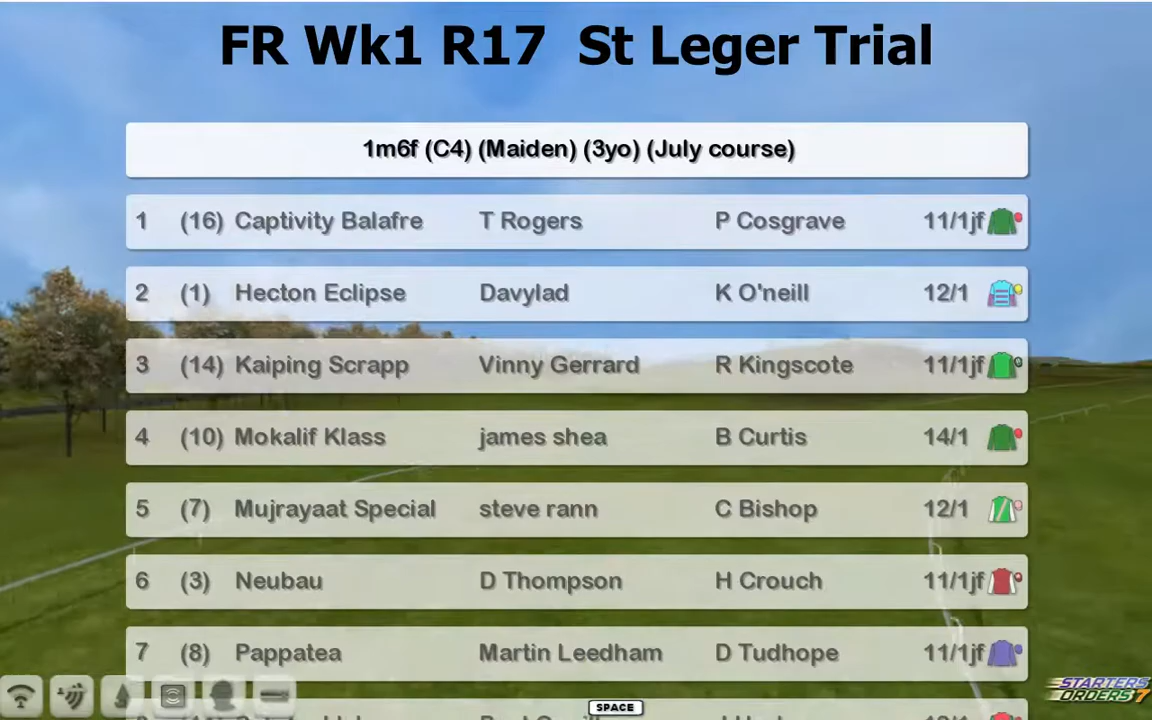 FR Wk1 R17 St Leger Trial
1m6f (C4) (Maiden) (3yo) (July course)
1 (16) Captivity Balafre T Rogers P Cosgrave 11/1jf
2 (1) Hecton Eclipse Davylad K O'neill 12/1
3 (14) Kaiping Scrapp Vinny Gerrard R Kingscote 11/1jf
4 (10) Mokalif Klass james shea B Curtis 14/1
5 (7) Mujrayaat Special steve rann C Bishop 12/1
6 (3) Neubau D Thompson H Crouch 11/1jf
7 (8) Pappatea Martin Leedham D Tudhope 11/1jf
SPACE
STARTERS ORDERS 7